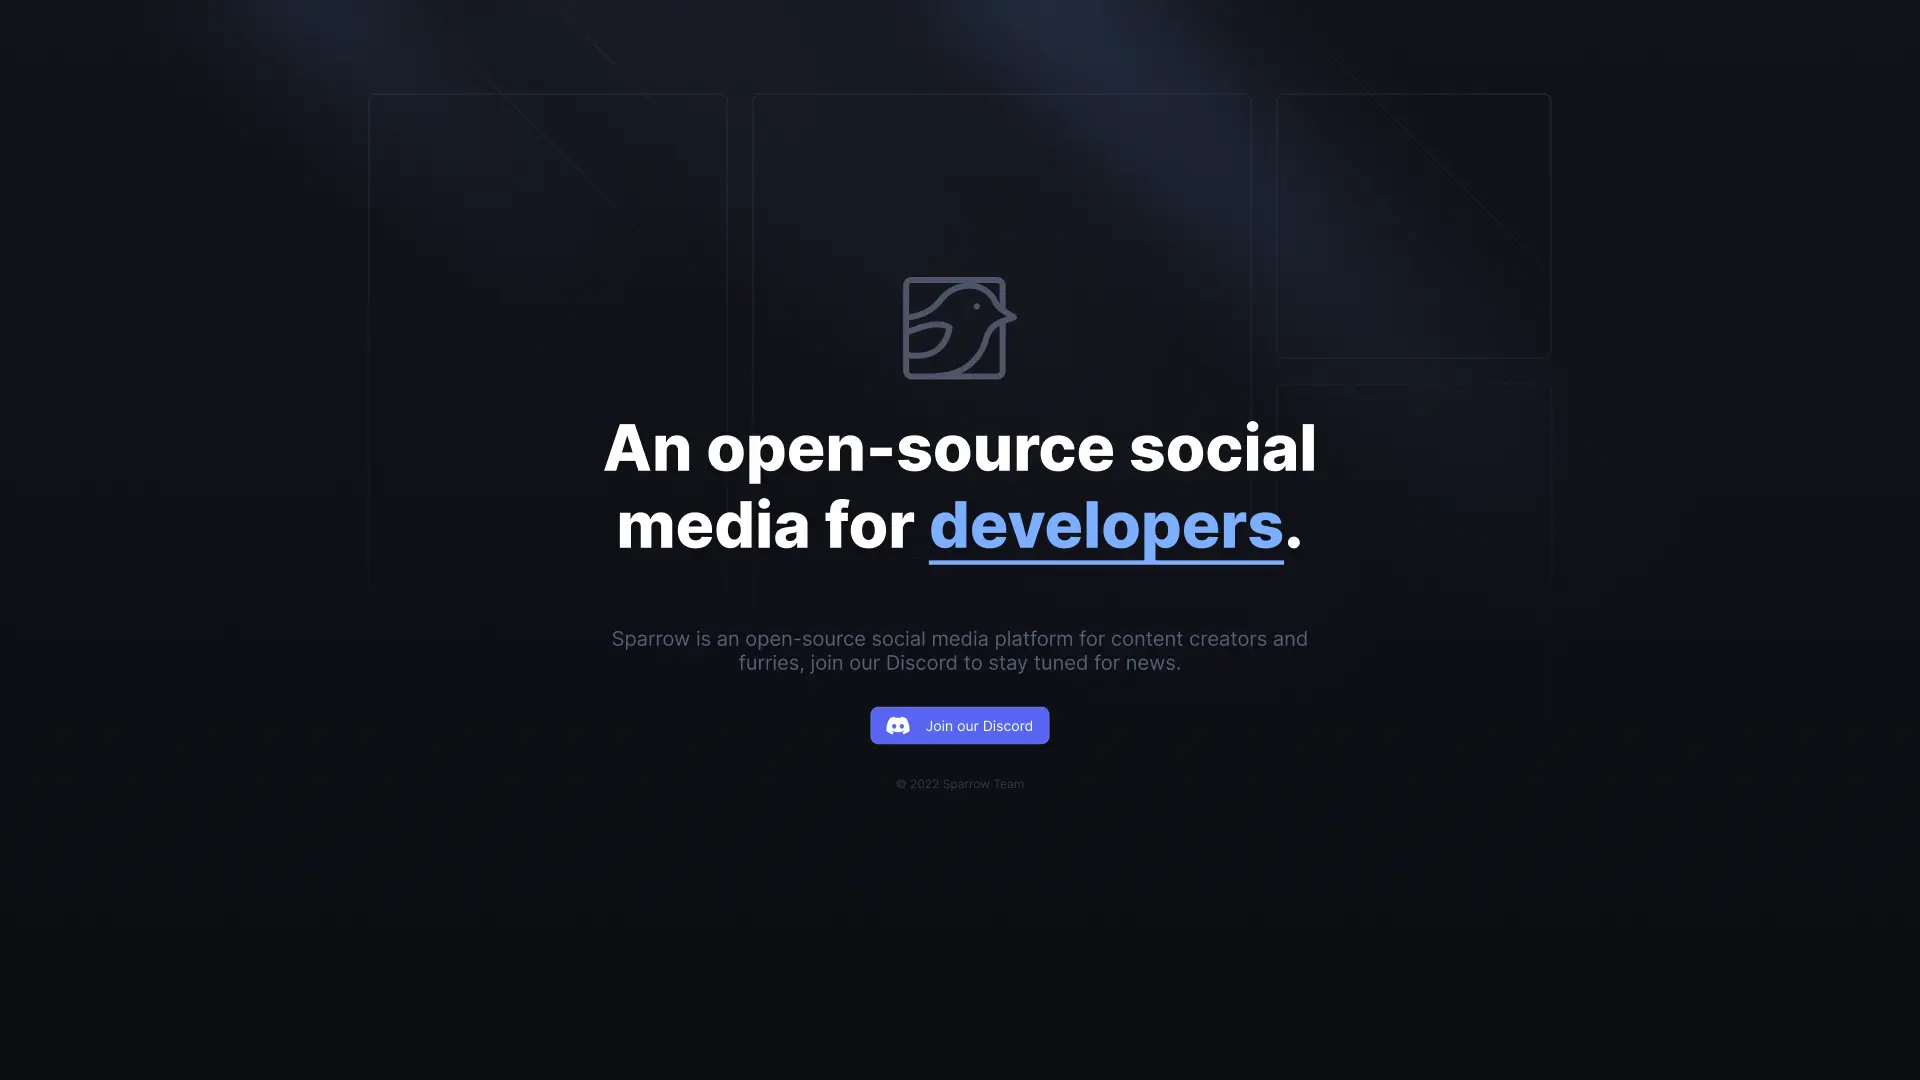 An open-source social
media for developers.
Sparrow is an open-source social media platform for content creators and
furries, join our Discord to stay tuned for news.
Join our Discord
© 2022 Sparrow Team